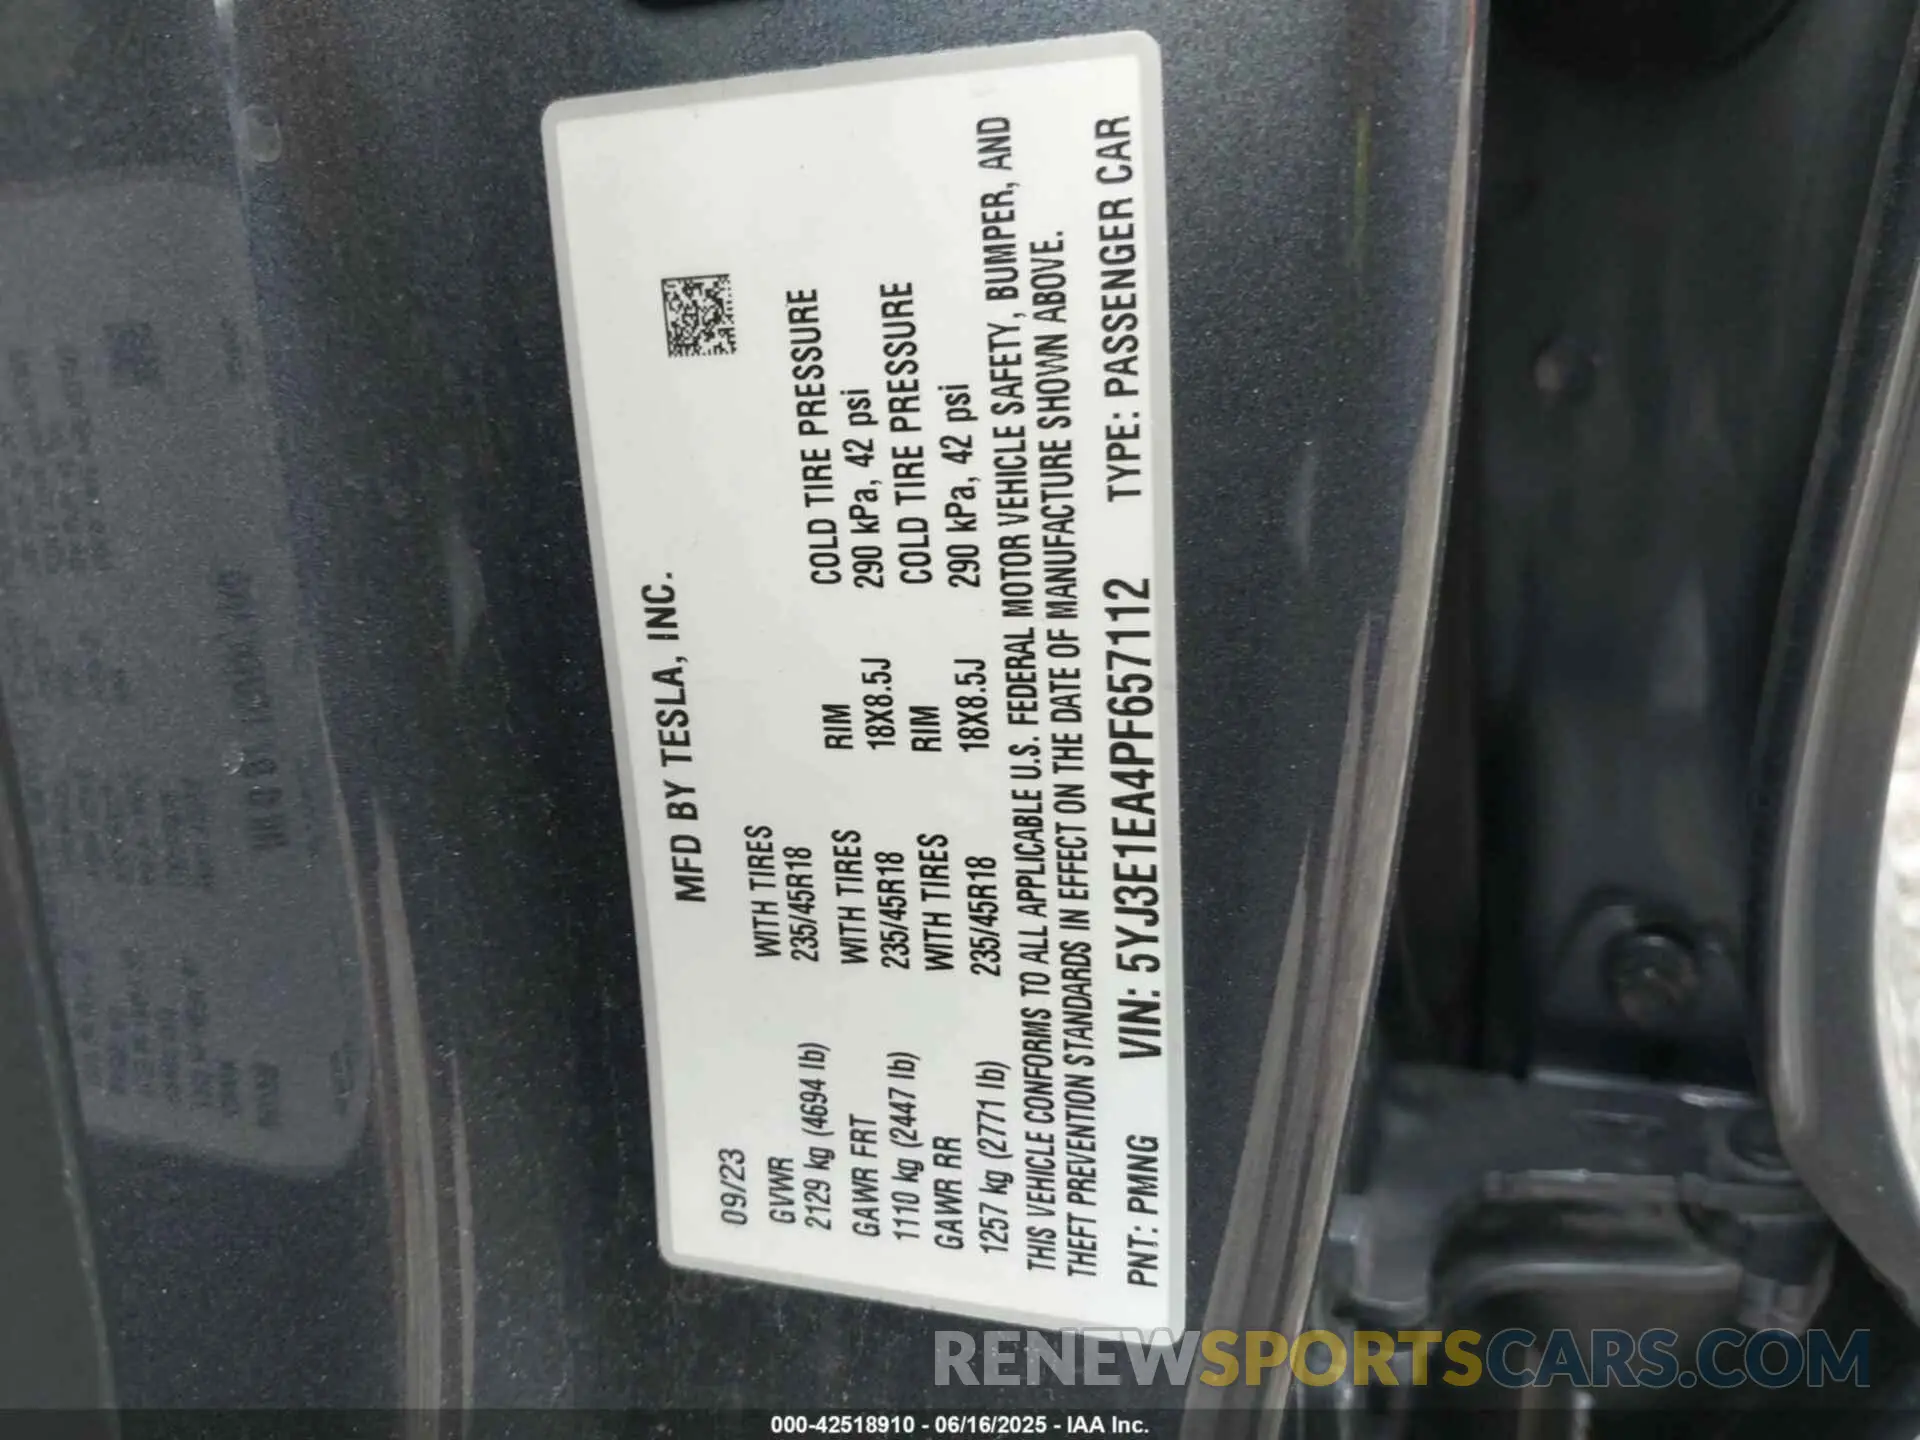 MFD BY TESLA, INC.
09/23
GVWR WITH TIRES
2129 kg (4694 lb) 235/45R18 RIM COLD TIRE PRESSURE
GAWR FRT WITH TIRES 18X8.5J 290 kPa, 42 psi
1110 kg (2447 lb) 235/45R18 RIM COLD TIRE PRESSURE
GAWR RR WITH TIRES 18X8.5J 290 kPa, 42 psi
1257 kg (2771 lb) 235/45R18
THIS VEHICLE CONFORMS TO ALL APPLICABLE U.S. FEDERAL MOTOR VEHICLE SAFETY, BUMPER, AND
THEFT PREVENTION STANDARDS IN EFFECT ON THE DATE OF MANUFACTURE SHOWN ABOVE.
PNT: PMNG VIN: 5YJ3E1EA4PF657112 TYPE: PASSENGER CAR
RENEWSPORTSCARS.COM
000-42518910 - 06/16/2025 - IAA Inc.